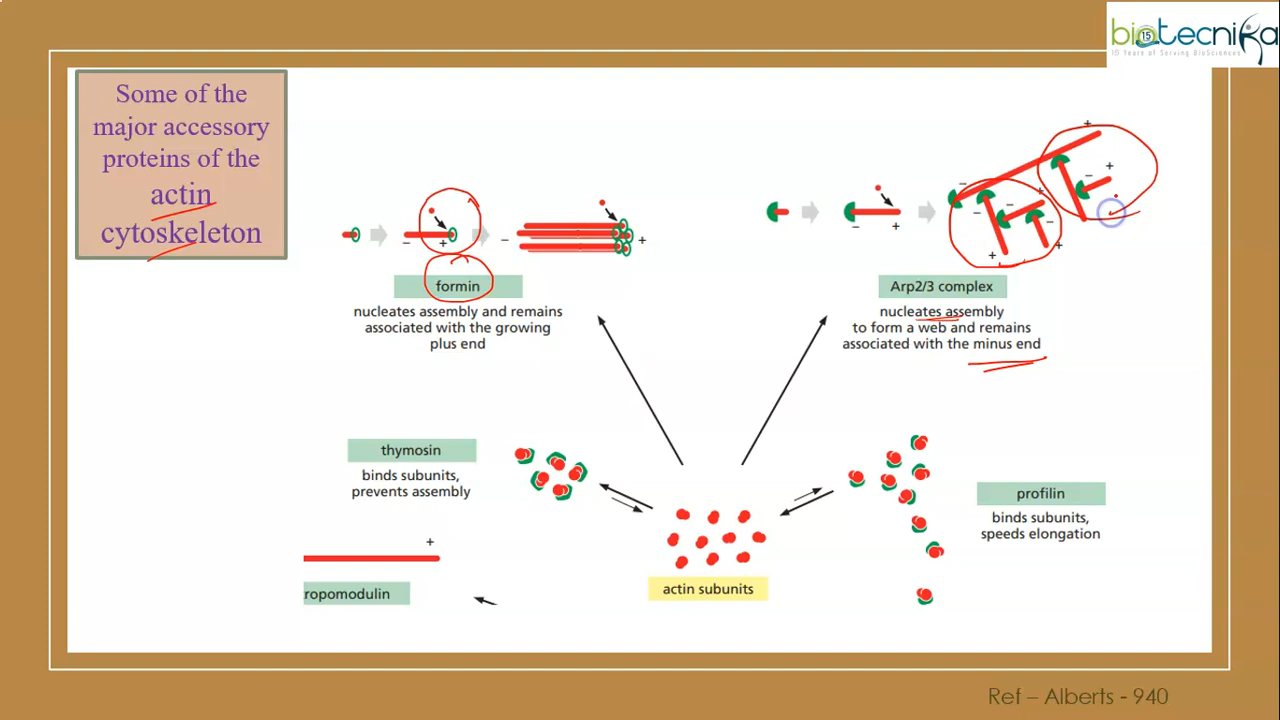 biotecnika
15
15 Years of Serving BioSciences
Some of the
major accessory
proteins of the
actin
cytoskeleton
formin
nucleates assembly and remains
associated with the growing
plus end
Arp2/3 complex
nucleates assembly
to form a web and remains
associated with the minus end
thymosin
binds subunits,
prevents assembly
profilin
binds subunits,
speeds elongation
ropomodulin
actin subunits
Ref – Alberts - 940